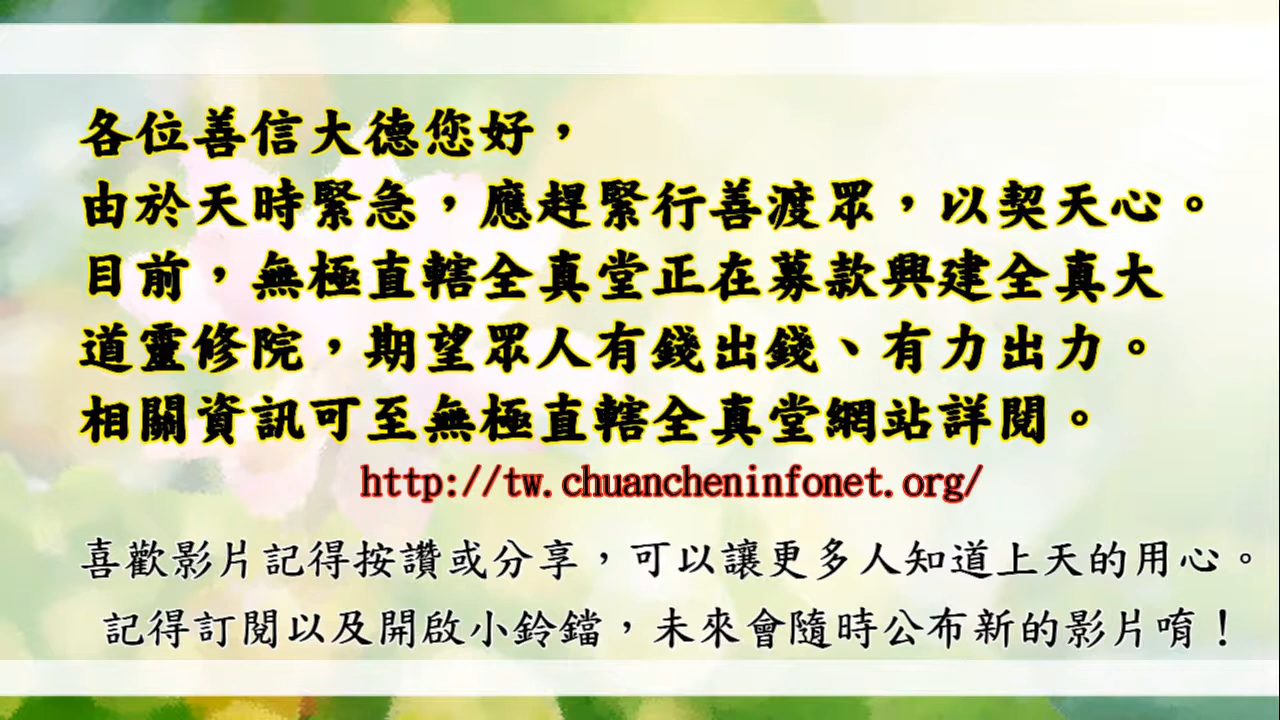 各位善信大德您好，
由於天時緊急，應趕緊行善渡眾，以契天心。
目前，無極直轄全真堂正在募款興建全真大
道靈修院，期望眾人有錢出錢、有力出力。
相關資訊可至無極直轄全真堂網站詳閱。
http://tw.chuancheninfonet.org/
喜歡影片記得按讚或分享，可以讓更多人知道上天的用心。
記得訂閱以及開啟小鈴鐺，未來會隨時公布新的影片唷！